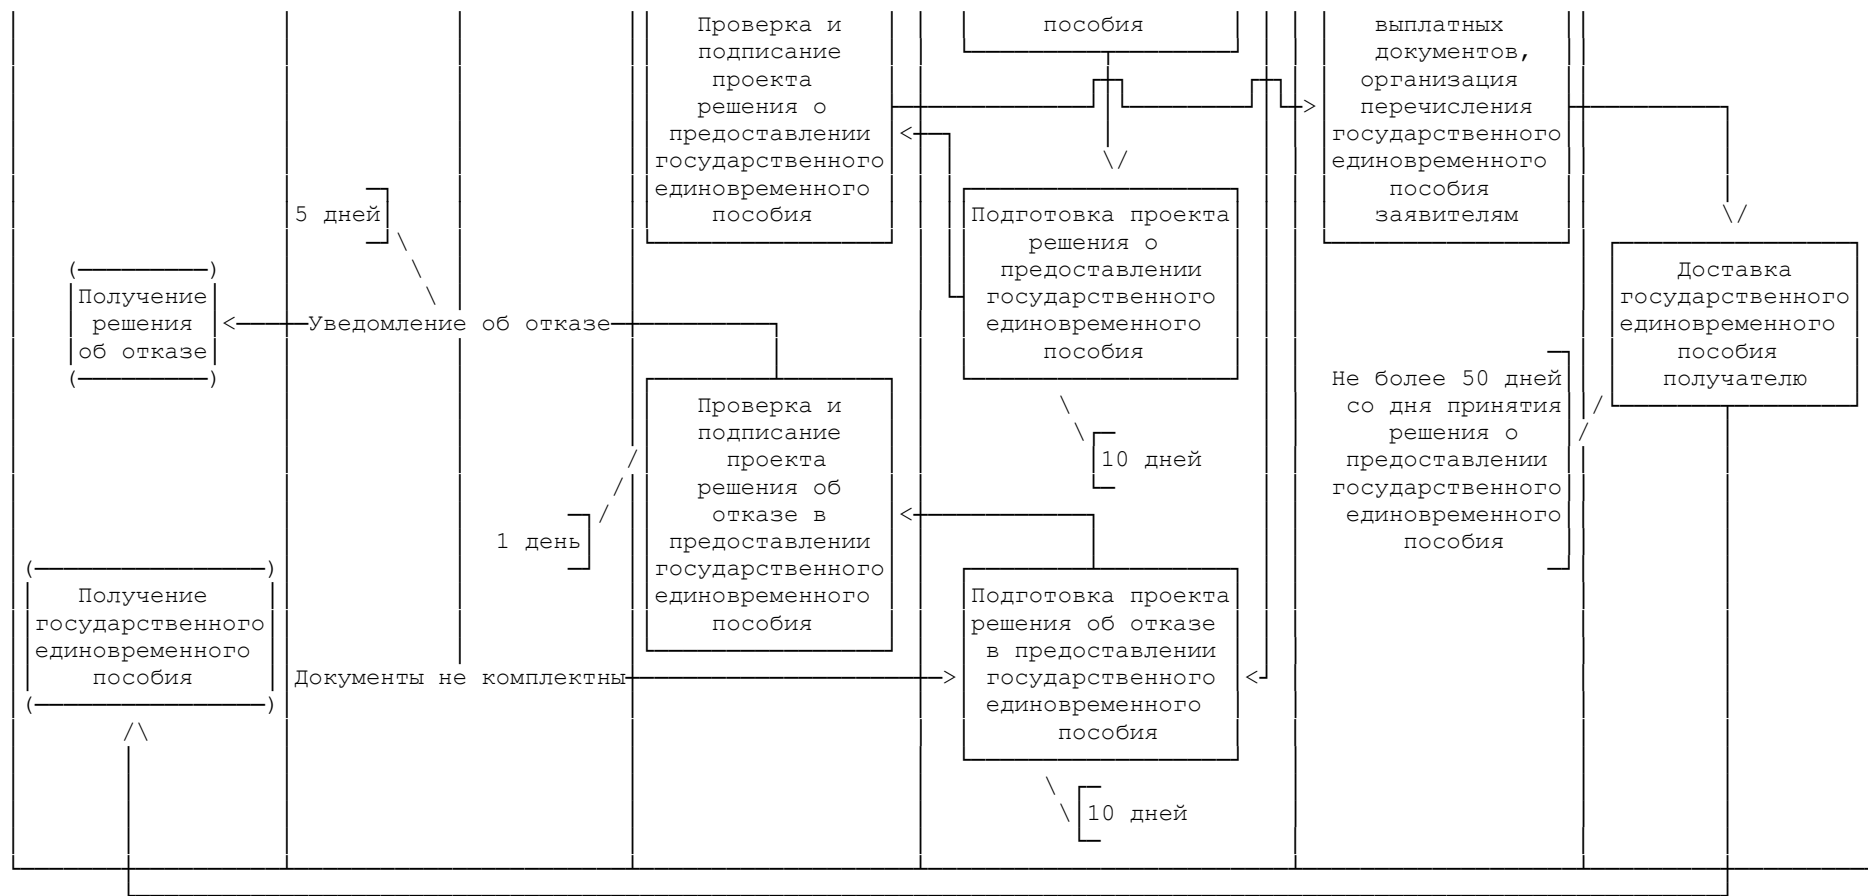 Проверка и
подписание
проекта
решения о
предоставлении
государственного
единовременного
пособия
пособия
выплатных
документов,
организация
перечисления
государственного
единовременного
пособия
заявителям
5 дней
Подготовка проекта
решения о
предоставлении
государственного
единовременного
пособия
Доставка
государственного
единовременного
пособия
получателю
Получение
решения
об отказе
Уведомление об отказе
Не более 50 дней
со дня принятия
решения о
предоставлении
государственного
единовременного
пособия
Проверка и
подписание
проекта
решения об
отказе в
предоставлении
государственного
единовременного
пособия
10 дней
1 день
Получение
государственного
единовременного
пособия
Подготовка проекта
решения об отказе
в предоставлении
государственного
единовременного
пособия
Документы не комплектны
10 дней